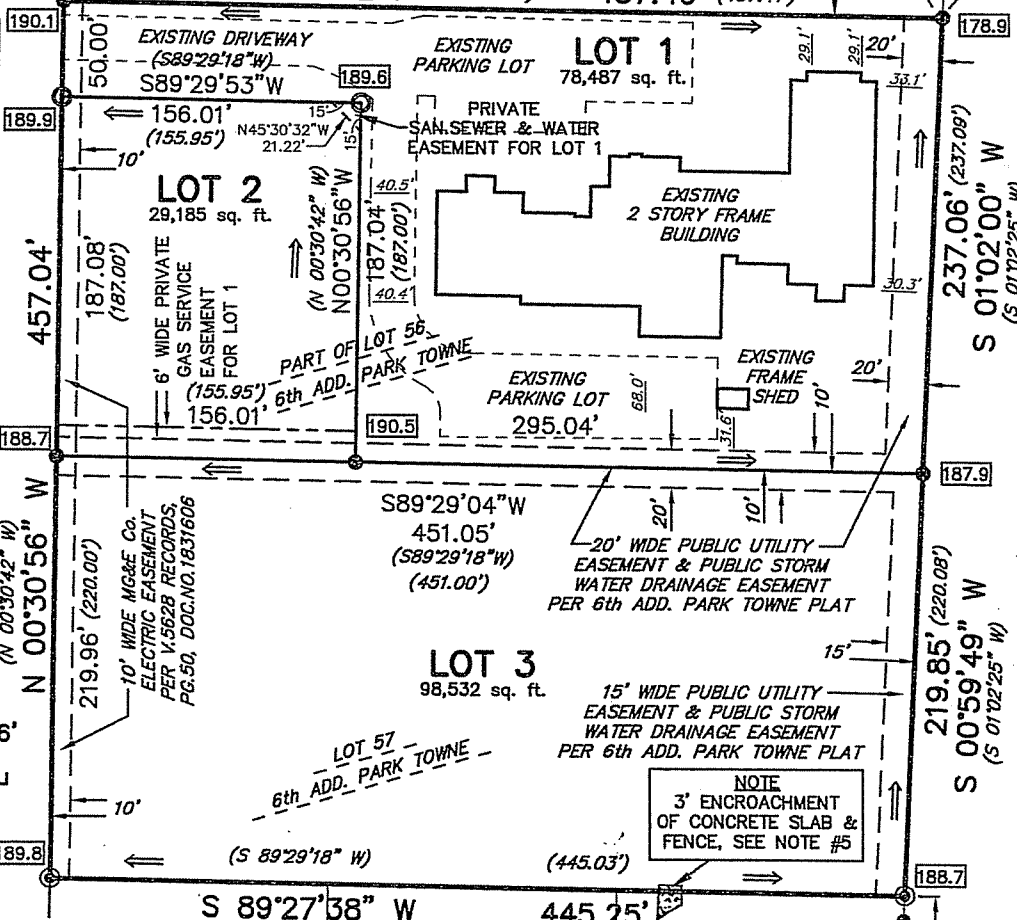 190.1
50.00'
EXISTING DRIVEWAY
(S89°29'18"W)
S89°29'53"W
156.01'
(155.95')
189.9
10'
EXISTING
PARKING LOT
LOT 1
78,487 sq. ft.
29.1'
29.1'
20'
33.1'
178.9
189.6
15'
15'
N45°30'32"W
21.22'
PRIVATE
SAN.SEWER & WATER
EASEMENT FOR LOT 1
LOT 2
29,185 sq. ft.
(N 00°30'42" W)
N00°30'56"W
187.04'
(187.00')
40.5'
40.4'
EXISTING
2 STORY FRAME
BUILDING
30.3'
237.06' (237.09')
S 01°02'00" W
(S 01°02'25" W)
457.04'
187.08'
(187.00')
6' WIDE PRIVATE
GAS SERVICE
EASEMENT
FOR LOT 1
PART OF LOT 56
6th ADD. PARK TOWNE
(155.95')
156.01'
EXISTING
PARKING LOT
68.0'
295.04'
EXISTING
FRAME
SHED
31.6'
10'
20'
188.7
190.5
187.9
S89°29'04"W
451.05'
(S89°29'18"W)
(451.00')
20'
10'
20' WIDE PUBLIC UTILITY
EASEMENT & PUBLIC STORM
WATER DRAINAGE EASEMENT
PER 6th ADD. PARK TOWNE PLAT
(N 00°30'42" W)
N 00°30'56" W
219.96' (220.00')
10' WIDE MG&E Co.
ELECTRIC EASEMENT
PER V.5628 RECORDS,
PG.50, DOC.NO.1831606
LOT 3
98,532 sq. ft.
15'
15' WIDE PUBLIC UTILITY
EASEMENT & PUBLIC STORM
WATER DRAINAGE EASEMENT
PER 6th ADD. PARK TOWNE PLAT
219.85' (220.08')
S 00°59'49" W
(S 01°02'25" W)
LOT 57
6th ADD. PARK TOWNE
NOTE
3' ENCROACHMENT
OF CONCRETE SLAB &
FENCE, SEE NOTE #5
10'
189.8
(S 89°29'18" W)
(445.03')
188.7
S 89°27'38" W
445.25'